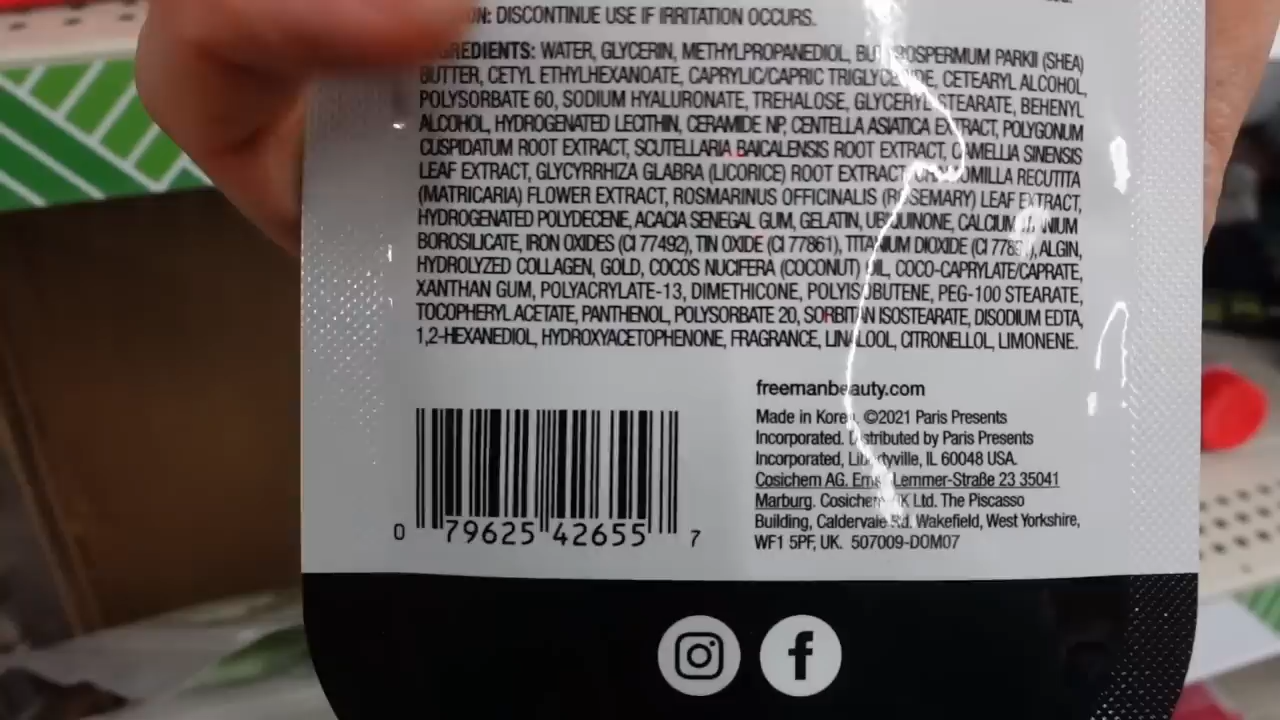 DISCONTINUE USE IF IRRITATION OCCURS.
WATER, GLYCERIN, METHYLPROPANEDIOL, PARKII (SHEA)
BUTTER, CETYL ETHYLHEXANOATE, CAPRYLIC/CAPRIC TRIGLYCERIDE, CETEARYL ALCOHOL,
POLYSORBATE 60, SODIUM HYALURONATE, TREHALOSE, GLYCERYL STEARATE, BEHENYL
ALCOHOL, HYDROGENATED LECITHIN, CERAMIDE NP, CENTELLA ASIATICA EXTRACT, POLYGONUM
CUSPIDATUM ROOT EXTRACT, SCUTELLARIA BAICALENSIS ROOT EXTRACT, CAMELLIA SINENSIS
LEAF EXTRACT, GLYCYRRHIZA GLABRA (LICORICE) ROOT EXTRACT, CHAMOMILLA RECUTITA
(MATRICARIA) FLOWER EXTRACT, ROSMARINUS OFFICINALIS (ROSEMARY) LEAF EXTRACT,
HYDROGENATED POLYDECENE, ACACIA SENEGAL GUM, GELATIN, UBIQUINONE, CALCIUM TITANIUM
BOROSILICATE, IRON OXIDES (CI 77492), TIN OXIDE (CI 77861), TITANIUM DIOXIDE (CI ALGIN,
HYDROLYZED COLLAGEN, GOLD, COCOS NUCIFERA (COCONUT) OIL, COCO-CAPRYLATE/CAPRATE,
XANTHAN GUM, POLYACRYLATE-13, DIMETHICONE, POLYISOBUTENE, PEG-100 STEARATE,
TOCOPHERYL ACETATE, PANTHENOL, POLYSORBATE 20, SORBITAN ISOSTEARATE, DISODIUM EDTA,
1,2-HEXANEDIOL, HYDROXYACETOPHENONE, FRAGRANCE, LINALOOL, CITRONELLOL, LIMONENE.
freemanbeauty.com
Made in Korea. ©2021 Paris Presents
Incorporated. Distributed by Paris Presents
Incorporated, Libertyville, IL 60048 USA.
Cosichem AG. Ernst-Lemmer-Straße 23 35041
Marburg. Cosichem UK Ltd. The Piscasso
Building, Caldervale Rd. Wakefield, West Yorkshire,
WF1 5PF, UK. 507009-DOM07
0 79625 42655 7